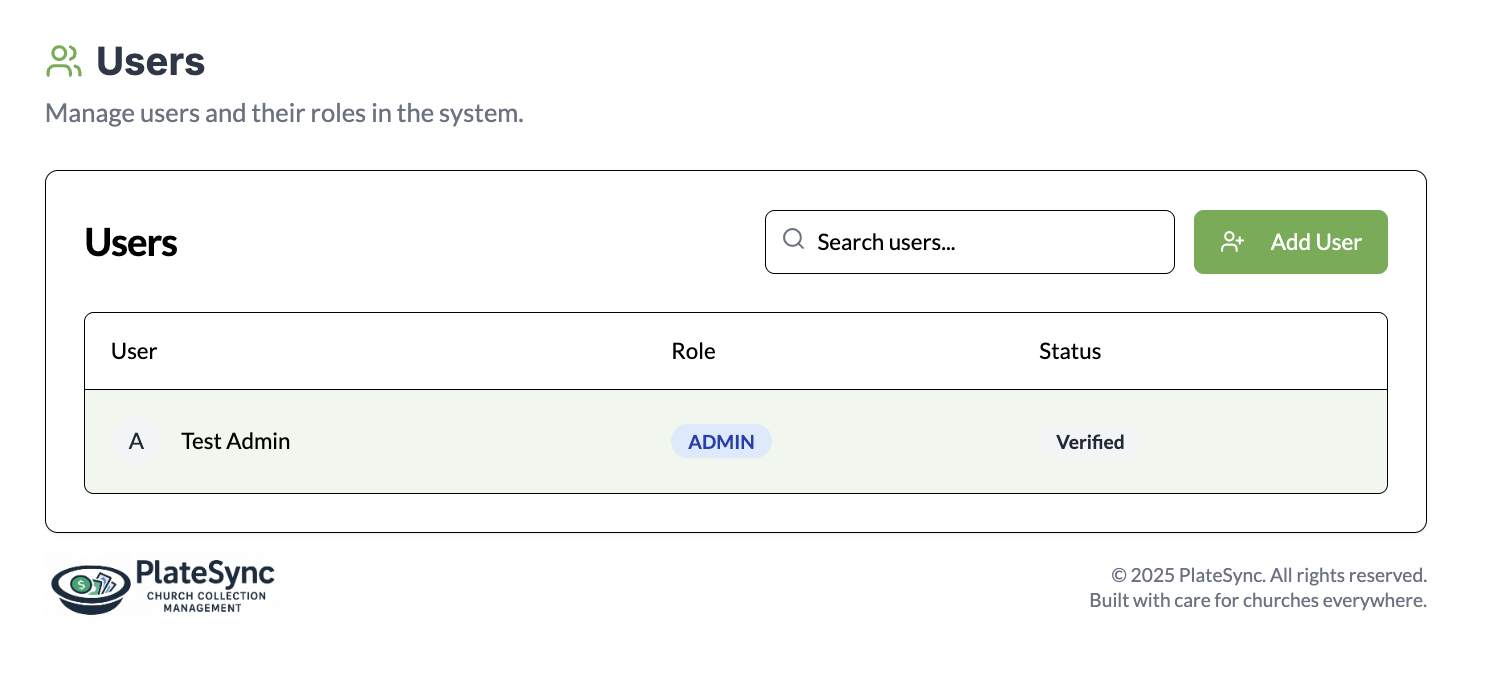 Users
Manage users and their roles in the system.
Users
Search users...
Add User
User Role Status
A Test Admin ADMIN Verified
$
PlateSync
CHURCH COLLECTION
MANAGEMENT
© 2025 PlateSync. All rights reserved.
Built with care for churches everywhere.